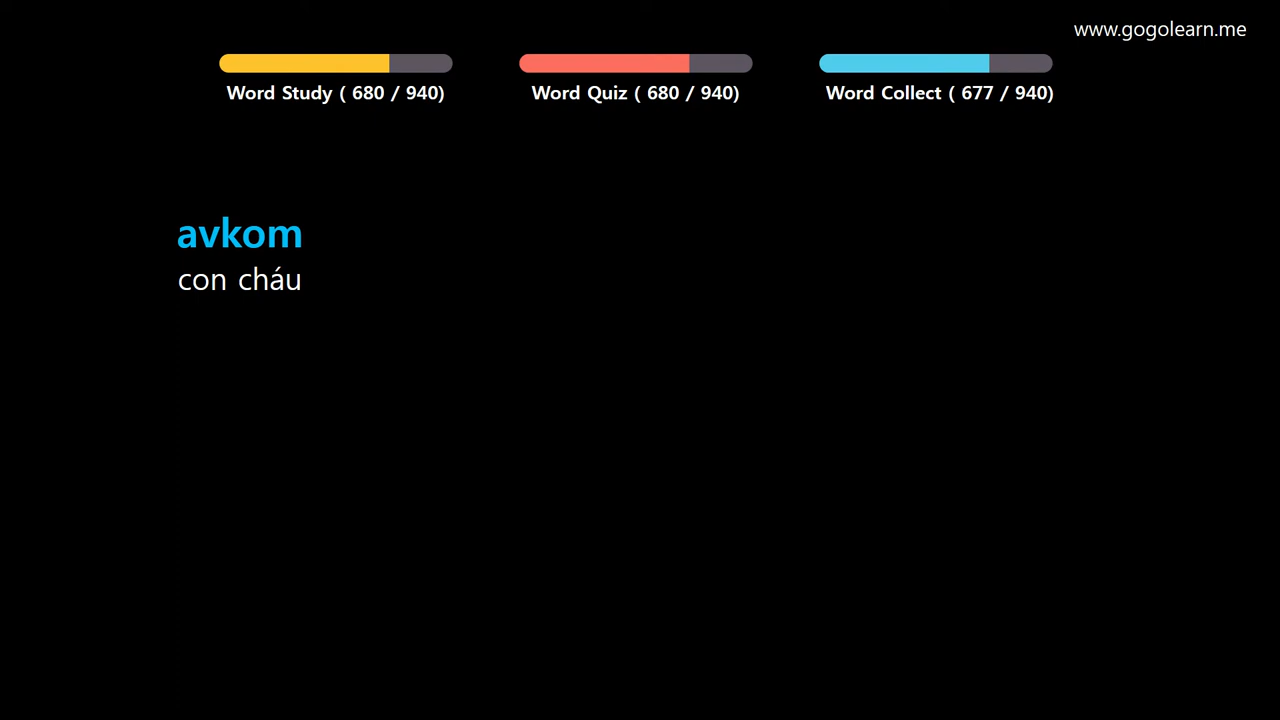 www.gogolearn.me
Word Study ( 680 / 940)
Word Quiz ( 680 / 940)
Word Collect ( 677 / 940)
avkom
con cháu